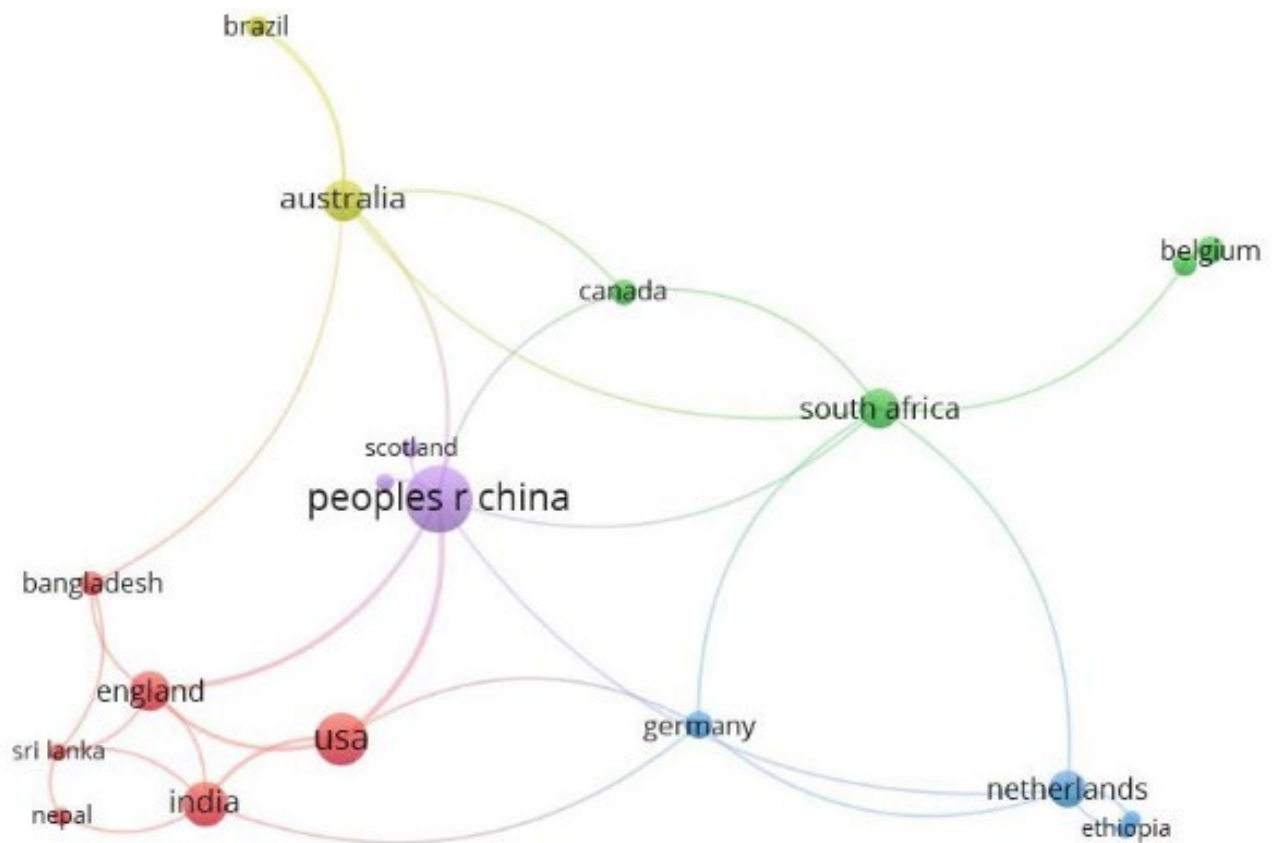 brazil
australia
belgium
canada
south africa
scotland
peoples r china
bangladesh
england
germany
usa
sri lanka
netherlands
india
nepal
ethiopia